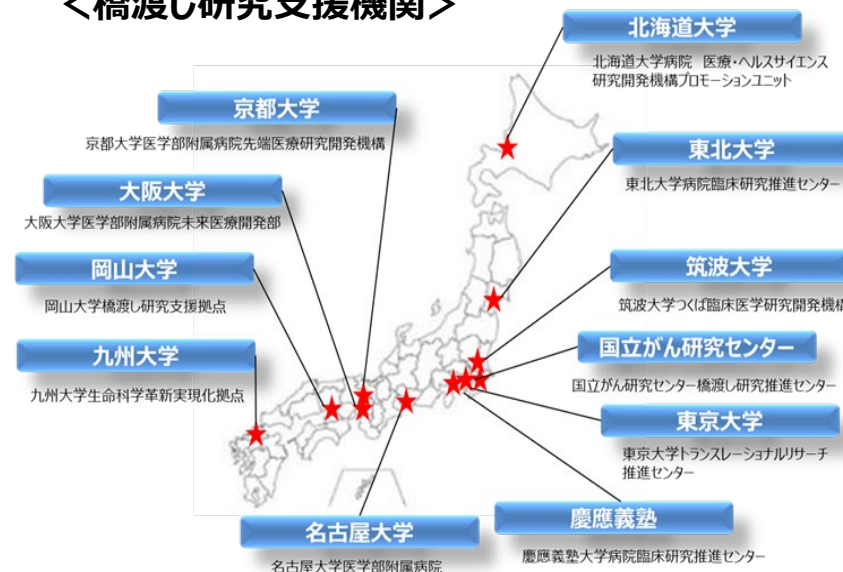 ＜橋渡し研究支援機関＞
北海道大学
北海道大学病院　医療・ヘルスサイエンス
研究開発機構プロモーションユニット
京都大学
京都大学医学部附属病院先端医療研究開発機構
東北大学
東北大学病院臨床研究推進センター
大阪大学
大阪大学医学部附属病院未来医療開発部
筑波大学
筑波大学つくば臨床医学研究開発機構
岡山大学
岡山大学橋渡し研究支援拠点
国立がん研究センター
国立がん研究センター橋渡し研究推進センター
九州大学
九州大学生命科学革新実現化拠点
東京大学
東京大学トランスレーショナルリサーチ
推進センター
慶應義塾
慶應義塾大学病院臨床研究推進センター
名古屋大学
名古屋大学医学部附属病院